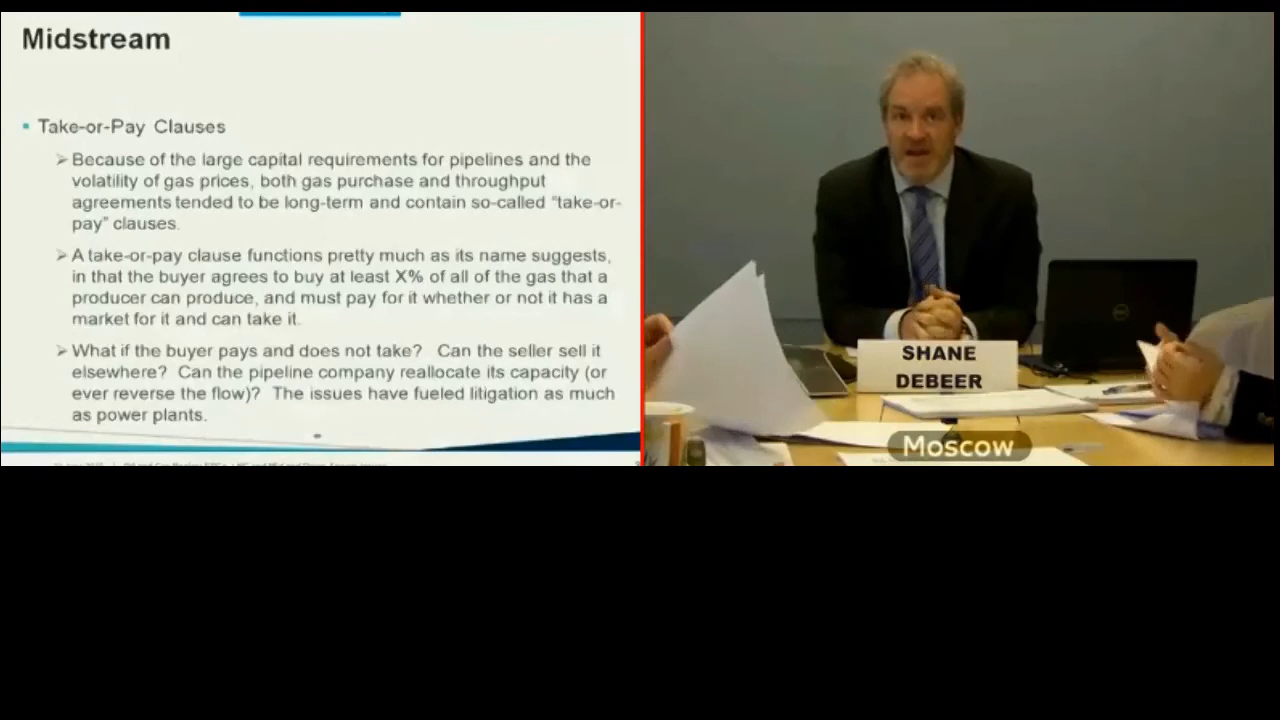 Midstream
Take-or-Pay Clauses
Because of the large capital requirements for pipelines and the
volatility of gas prices, both gas purchase and throughput
agreements tended to be long-term and contain so-called "take-or-
pay" clauses.
A take-or-pay clause functions pretty much as its name suggests,
in that the buyer agrees to buy at least X% of all of the gas that a
producer can produce, and must pay for it whether or not it has a
market for it and can take it.
What if the buyer pays and does not take? Can the seller sell it
elsewhere? Can the pipeline company reallocate its capacity (or
ever reverse the flow)? The issues have fueled litigation as much
as power plants.
SHANE
DEBEER
Moscow